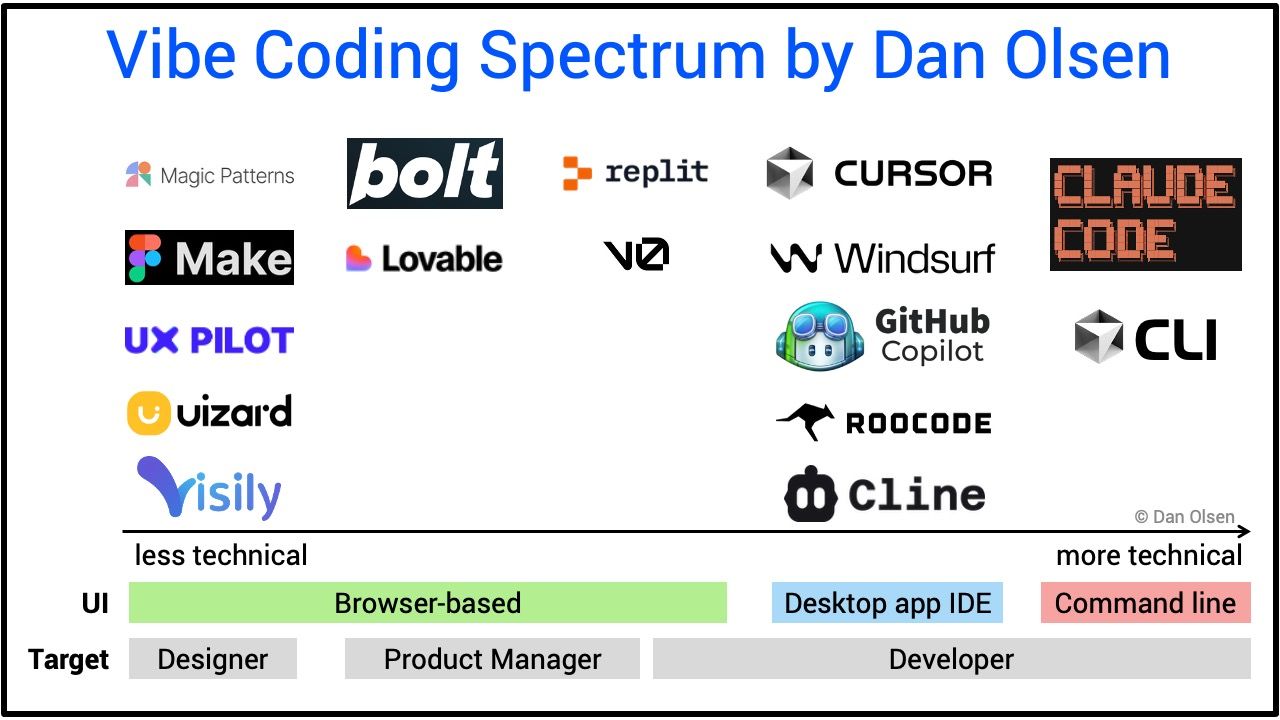 Vibe Coding Spectrum by Dan Olsen
Magic Patterns
bolt
replit
CURSOR
CLAUDE
CODE
Make
Lovable
v0
Windsurf
UX PILOT
GitHub
Copilot
CLI
uizard
ROOCODE
Visily
Cline
© Dan Olsen
less technical
more technical
UI
Browser-based
Desktop app IDE
Command line
Target
Designer
Product Manager
Developer